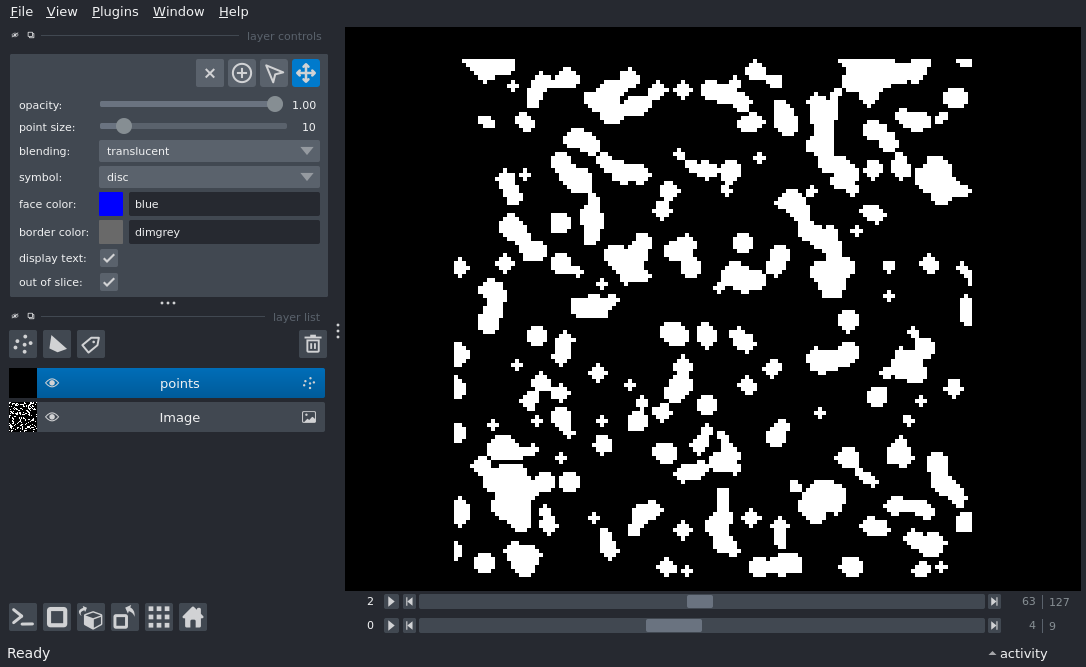 File View Plugins Window Help
layer controls
opacity: 1.00
point size: 10
blending: translucent
symbol: disc
face color: blue
border color: dimgrey
display text:
out of slice:
layer list
points
Image
2 63 127
0 4 9
Ready activity